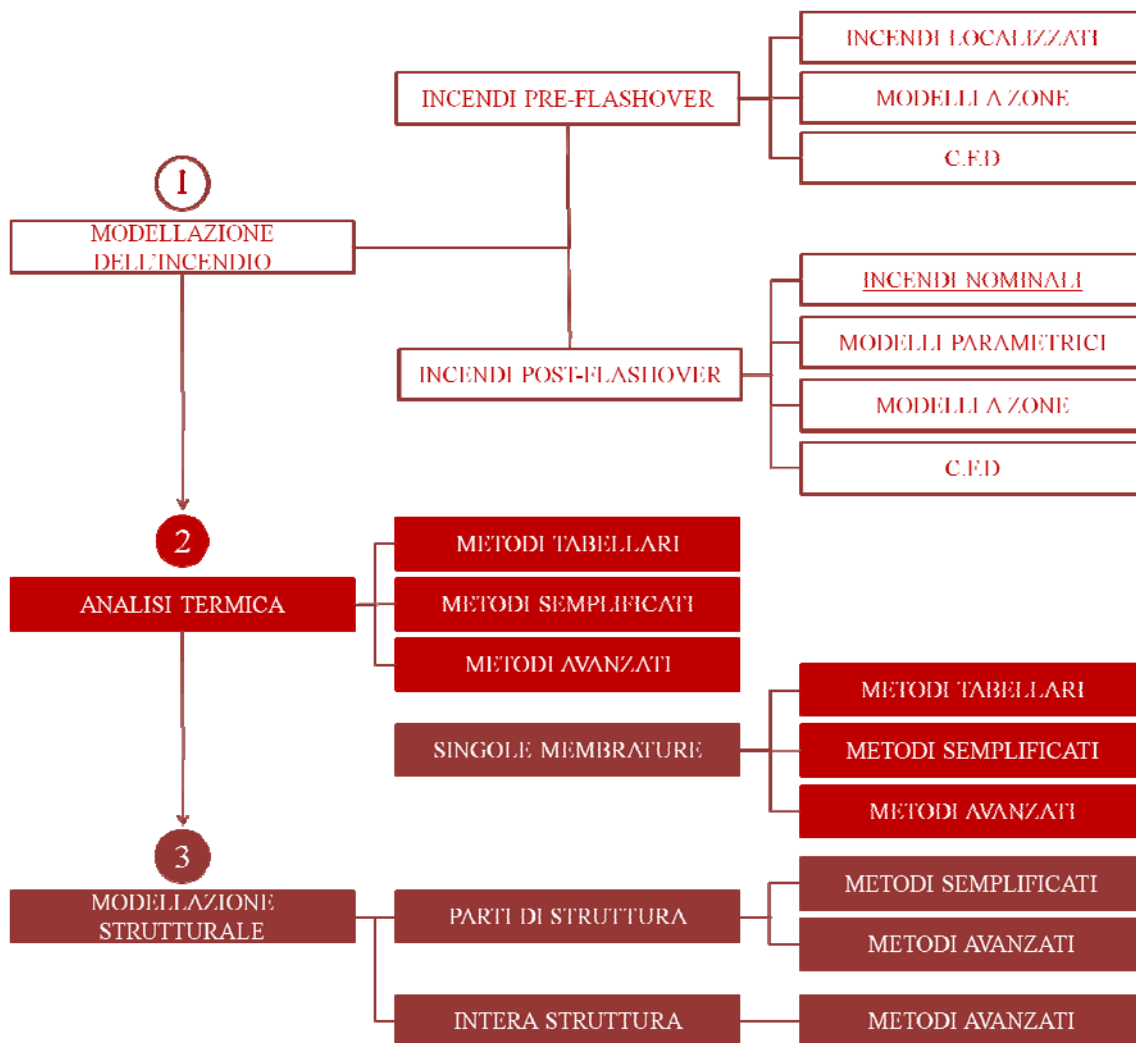 INCENDI LOCALIZZATI
INCENDI PRE-FLASHOVER
MODELLI A ZONE
C.F.D
1
MODELLAZIONE
DELL'INCENDIO
INCENDI NOMINALI
MODELLI PARAMETRICI
INCENDI POST-FLASHOVER
MODELLI A ZONE
C.F.D
2
ANALISI TERMICA
METODI TABELLARI
METODI SEMPLIFICATI
METODI AVANZATI
SINGOLE MEMBRATURE
METODI TABELLARI
METODI SEMPLIFICATI
METODI AVANZATI
3
MODELLAZIONE
STRUTTURALE
PARTI DI STRUTTURA
METODI SEMPLIFICATI
METODI AVANZATI
INTERA STRUTTURA
METODI AVANZATI